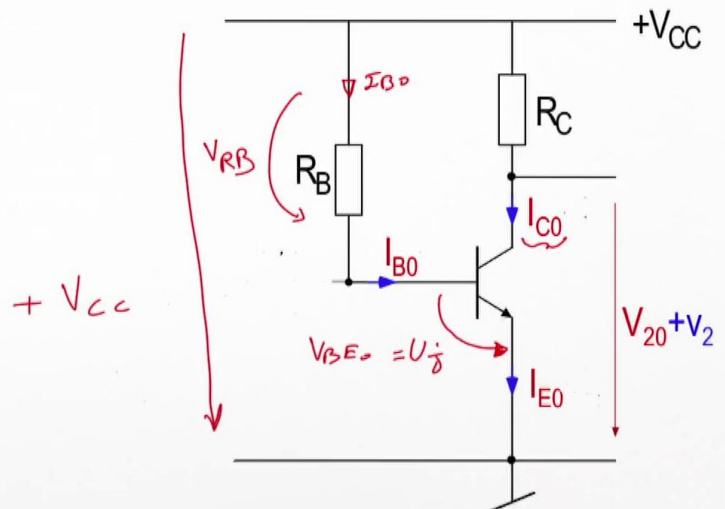 +VCC
IB0
RC
VRB
RB
IC0
IB0
+ Vcc
V20+v2
VBE0 = Uj
IE0